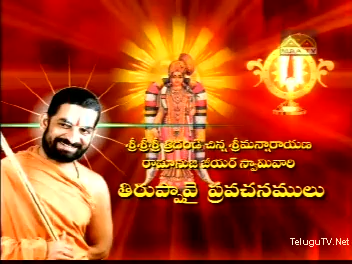 శ్రీ శ్రీ శ్రీ త్రిదండి చిన్న శ్రీమన్నారాయణ
రామానుజ జీయర్ స్వామివారి
తిరుప్పావై ప్రవచనములు
TeluguTV.Net